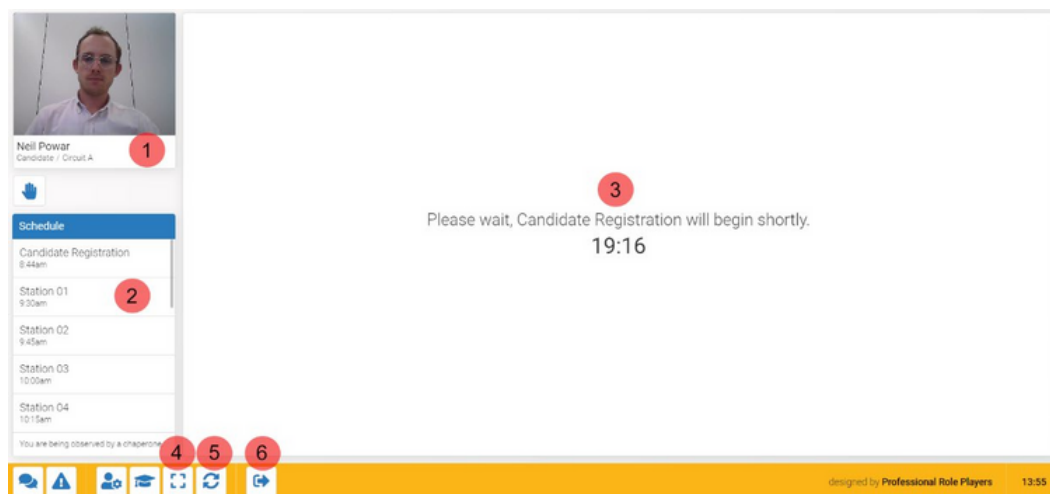 Neil Powar
Candidate / Circuit A
1
3
Please wait, Candidate Registration will begin shortly.
19:16
Schedule
Candidate Registration
8:44am
Station 01
9:30am
2
Station 02
9:45am
Station 03
10:00am
Station 04
10:15am
You are being observed by a chaperone
4
5
6
designed by Professional Role Players
13:55